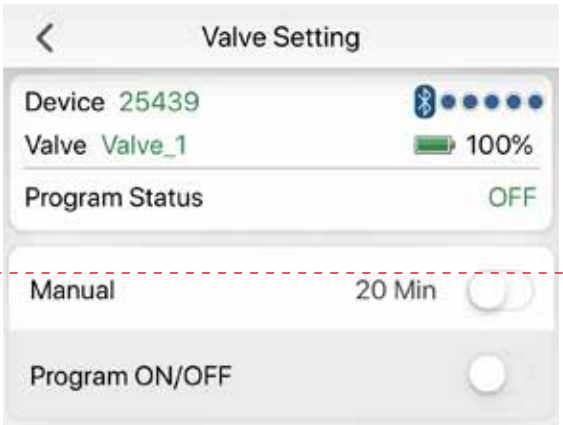 Valve Setting
Device 25439
Valve Valve_1 100%
Program Status OFF
Manual 20 Min
Program ON/OFF